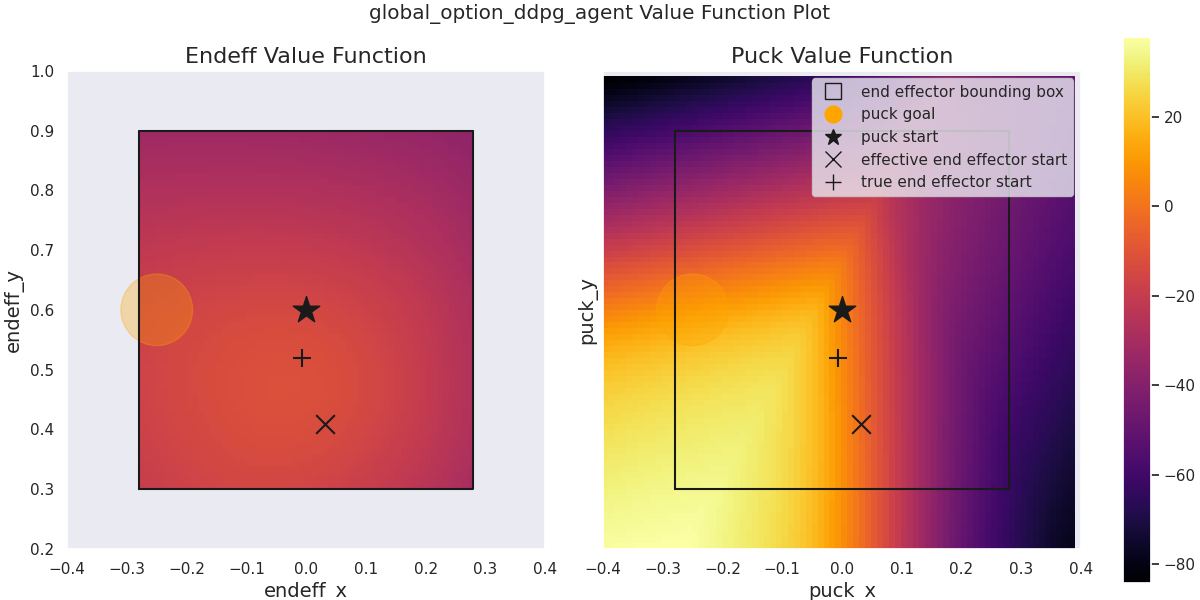 global_option_ddpg_agent Value Function Plot
Endeff Value Function
endeff_y
1.0
0.9
0.8
0.7
0.6
0.5
0.4
0.3
0.2
−0.4 −0.3 −0.2 −0.1 0.0 0.1 0.2 0.3 0.4
endeff_x
Puck Value Function
end effector bounding box
puck goal
puck start
effective end effector start
true end effector start
puck_y
−0.4 −0.3 −0.2 −0.1 0.0 0.1 0.2 0.3 0.4
puck_x
20
0
−20
−40
−60
−80